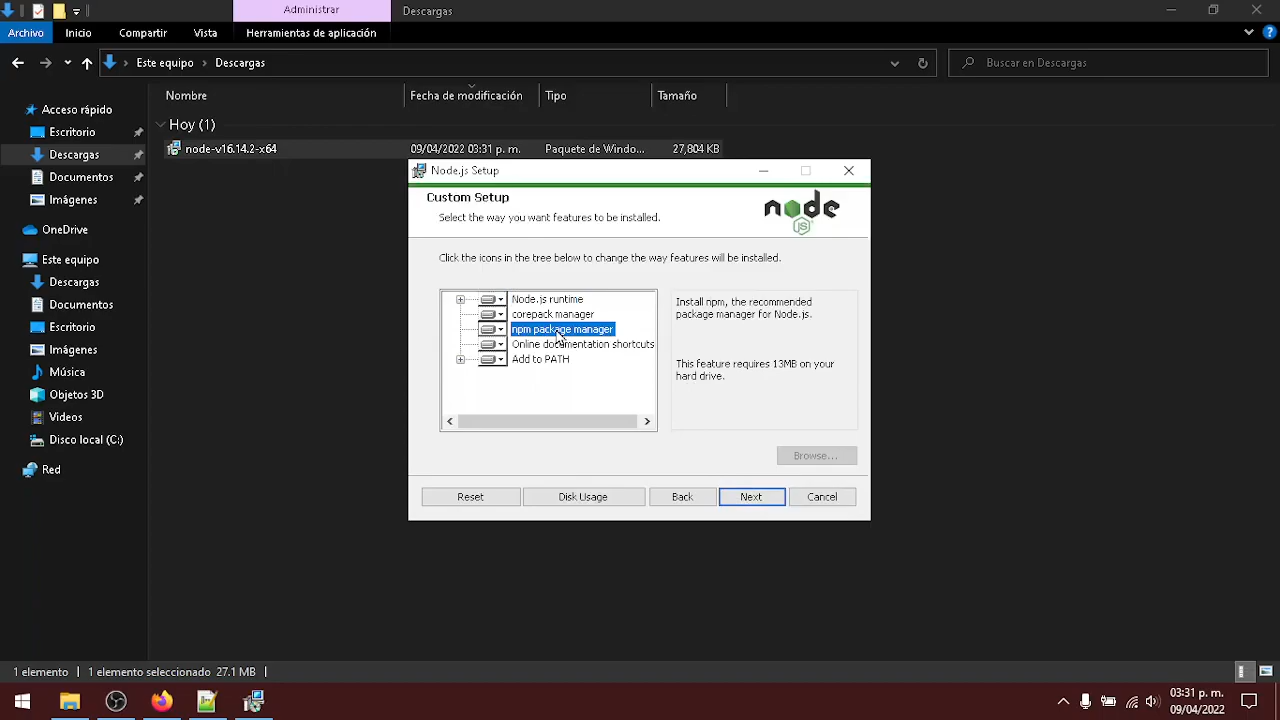 Administrar
Descargas
Archivo
Inicio
Compartir
Vista
Herramientas de aplicación
Este equipo
Descargas
Buscar en Descargas
Nombre
Fecha de modificación
Tipo
Tamaño
Hoy (1)
node-v16.14.2-x64
09/04/2022 03:31 p. m.
Paquete de Windo...
27,804 KB
Acceso rápido
Escritorio
Descargas
Documentos
Imágenes
OneDrive
Este equipo
Descargas
Documentos
Escritorio
Imágenes
Música
Objetos 3D
Videos
Disco local (C:)
Red
Node.js Setup
Custom Setup
Select the way you want features to be installed.
node
JS
Click the icons in the tree below to change the way features will be installed.
Node.js runtime
corepack manager
npm package manager
Online documentation shortcuts
Add to PATH
Install npm, the recommended
package manager for Node.js.
This feature requires 13MB on your
hard drive.
Browse...
Reset
Disk Usage
Back
Next
Cancel
1 elemento
1 elemento seleccionado 27.1 MB
03:31 p. m.
09/04/2022